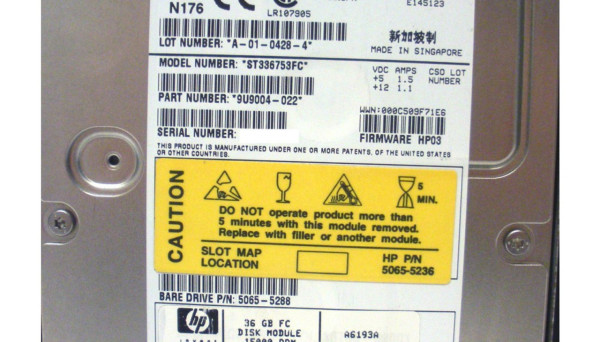 N176
LR107905
E145123
LOT NUMBER: "A-01-0428-4"
新加坡制
MADE IN SINGAPORE
MODEL NUMBER: "ST336753FC"
VDC AMPS CSO LOT
+5 1.5 NUMBER
+12 1.1
PART NUMBER: "9U9004-022"
WWN:000C509F71E6
SERIAL NUMBER:
FIRMWARE HP03
THIS PRODUCT IS MANUFACTURED UNDER ONE OR MORE PATENTS, OF THE UNITED STATES
OR OTHER COUNTRIES.
CAUTION
5
MIN.
DO NOT operate product more than
5 minutes with this module removed.
Replace with filler or another module.
SLOT MAP
LOCATION
HP P/N
5065-5236
BARE DRIVE P/N: 5065-5288
hp
36 GB FC
DISK MODULE
15000 RPM
A6193A